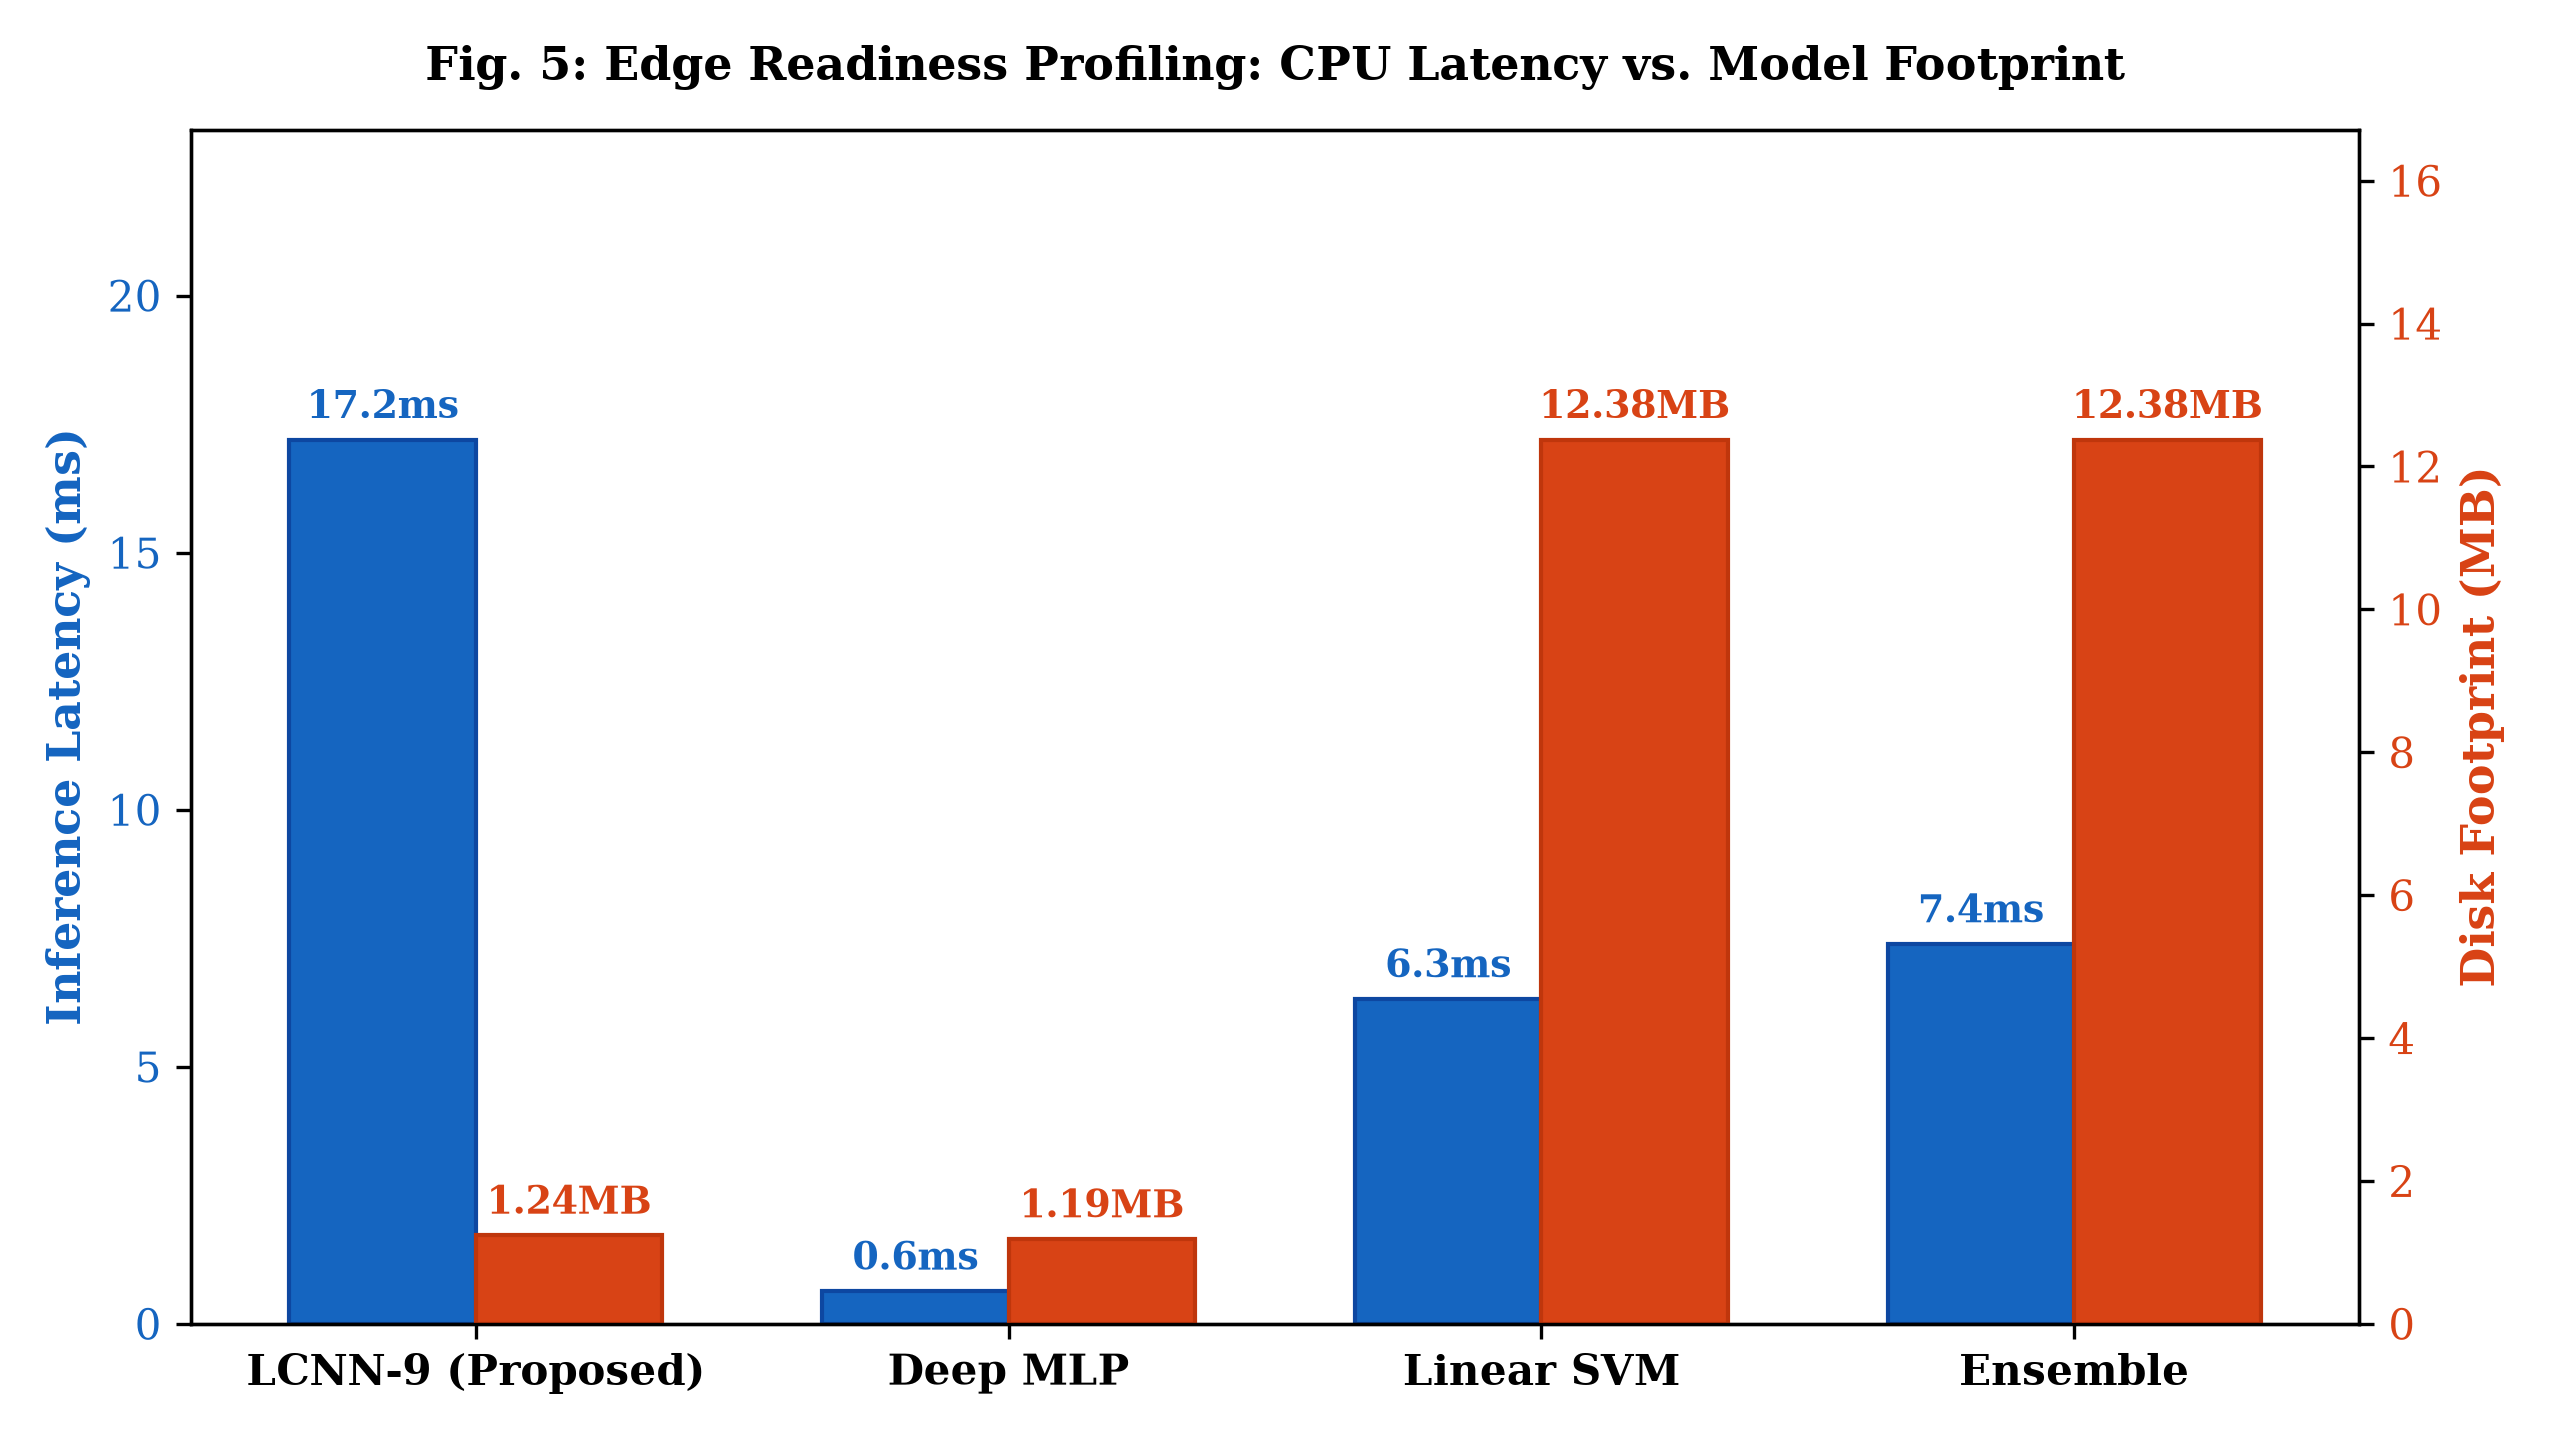 Fig. 5: Edge Readiness Profiling: CPU Latency vs. Model Footprint
Inference Latency (ms)
20
15
10
5
0
17.2ms
1.24MB
0.6ms
1.19MB
6.3ms
12.38MB
7.4ms
12.38MB
16
14
12
10
8
6
4
2
0
Disk Footprint (MB)
LCNN-9 (Proposed)
Deep MLP
Linear SVM
Ensemble